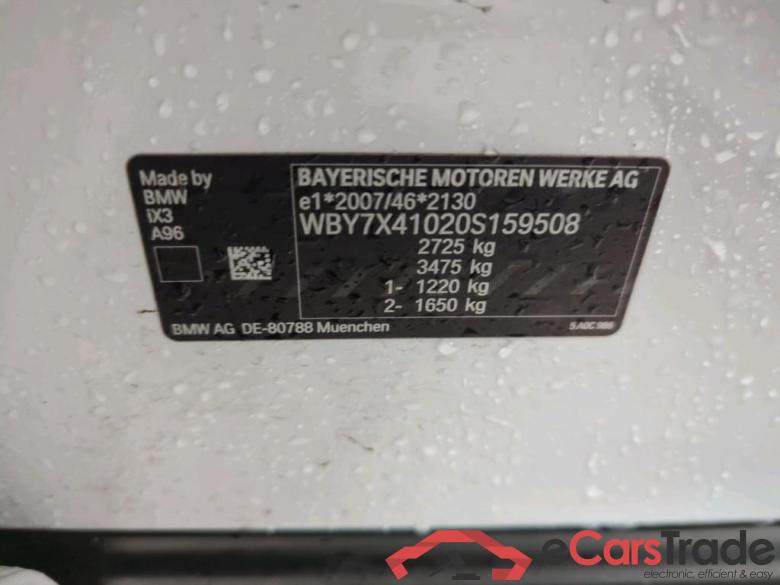 Made by
BMW
iX3
A96
BAYERISCHE MOTOREN WERKE AG
e1*2007/46*2130
WBY7X41020S159508
2725 kg
3475 kg
1- 1220 kg
2- 1650 kg
BMW AG DE-80788 Muenchen
5A0C986
eCarsTrade
electronic, efficient & easy